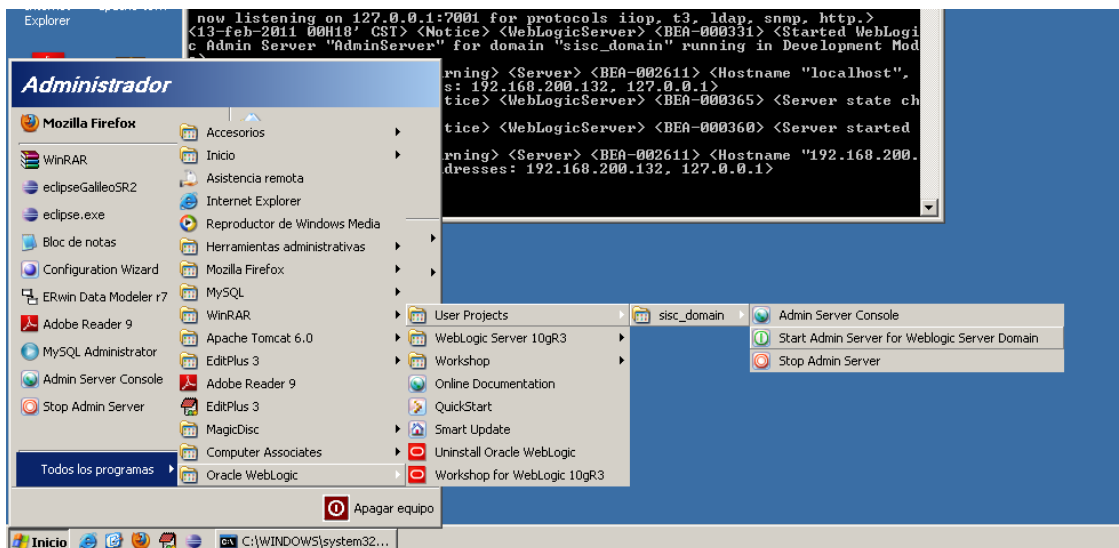 Explorer
now listening on 127.0.0.1:7001 for protocols iiop, t3, ldap, snmp, http.>
<13-feb-2011 00H18' CST> <Notice> <WebLogicServer> <BEA-000331> <Started WebLogi
c Admin Server "AdminServer" for domain "sisc_domain" running in Development Mod
rning> <Server> <BEA-002611> <Hostname "localhost",
s: 192.168.200.132, 127.0.0.1>
tice> <WebLogicServer> <BEA-000365> <Server state ch
tice> <WebLogicServer> <BEA-000360> <Server started
rning> <Server> <BEA-002611> <Hostname "192.168.200.
dresses: 192.168.200.132, 127.0.0.1>
Administrador
Mozilla Firefox
WinRAR
eclipseGalileoSR2
eclipse.exe
Bloc de notas
Configuration Wizard
ERwin Data Modeler r7
Adobe Reader 9
MySQL Administrator
Admin Server Console
Stop Admin Server
Todos los programas
Accesorios
Inicio
Asistencia remota
Internet Explorer
Reproductor de Windows Media
Herramientas administrativas
Mozilla Firefox
MySQL
WinRAR
Apache Tomcat 6.0
EditPlus 3
Adobe Reader 9
EditPlus 3
MagicDisc
Computer Associates
Oracle WebLogic
User Projects
WebLogic Server 10gR3
Workshop
Online Documentation
QuickStart
Smart Update
Uninstall Oracle WebLogic
Workshop for WebLogic 10gR3
sisc_domain
Admin Server Console
Start Admin Server for Weblogic Server Domain
Stop Admin Server
Apagar equipo
Inicio
C:\WINDOWS\system32...